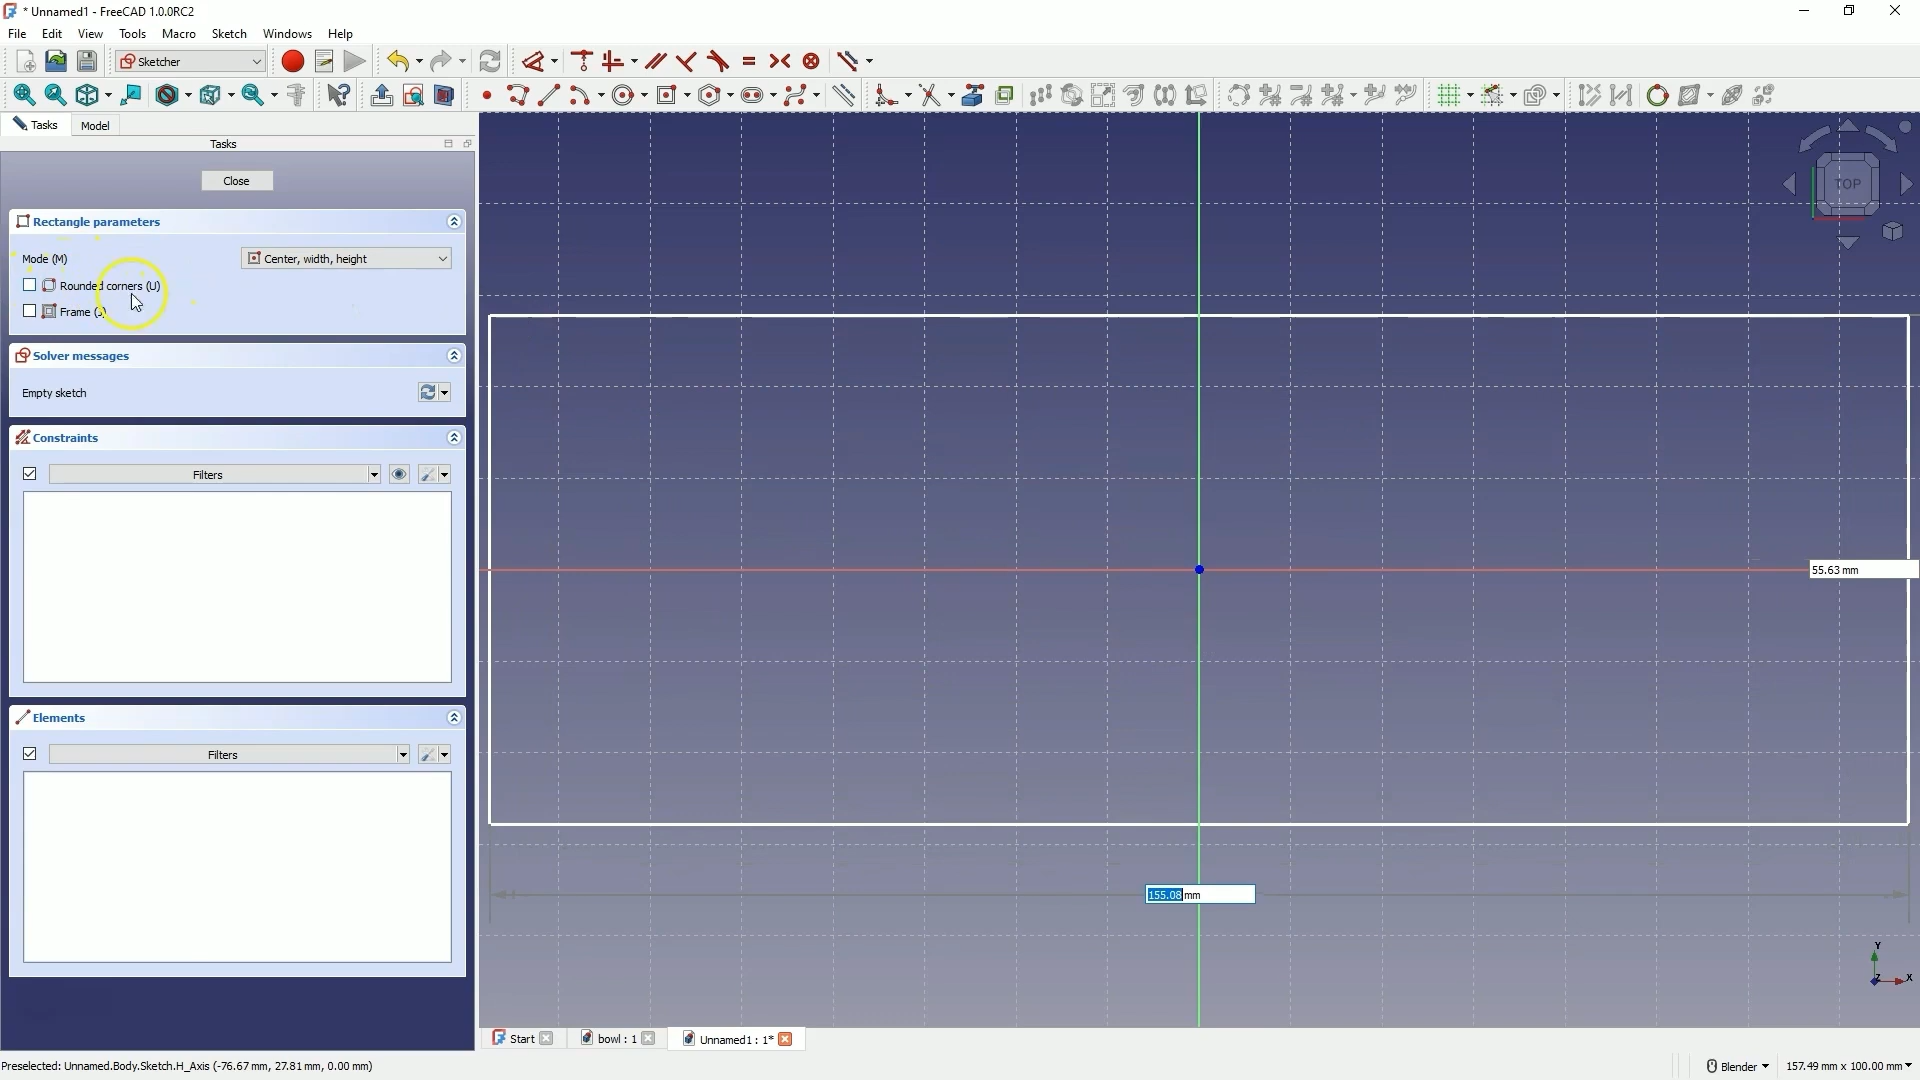 * Unnamed1 - FreeCAD 1.0.0RC2
File Edit View Tools Macro Sketch Windows Help
Sketcher
Tasks Model
Tasks
Close
Rectangle parameters
Mode (M)
Center, width, height
Rounded corners (U)
Frame (J)
Solver messages
Empty sketch
Constraints
Filters
Elements
Filters
TOP
55.63 mm
155.08 mm
Y
Z X
Start bowl : 1 Unnamed1 : 1*
Preselected: Unnamed.Body.Sketch.H_Axis (-76.67 mm, 27.81 mm, 0.00 mm)
Blender 157.49 mm x 100.00 mm